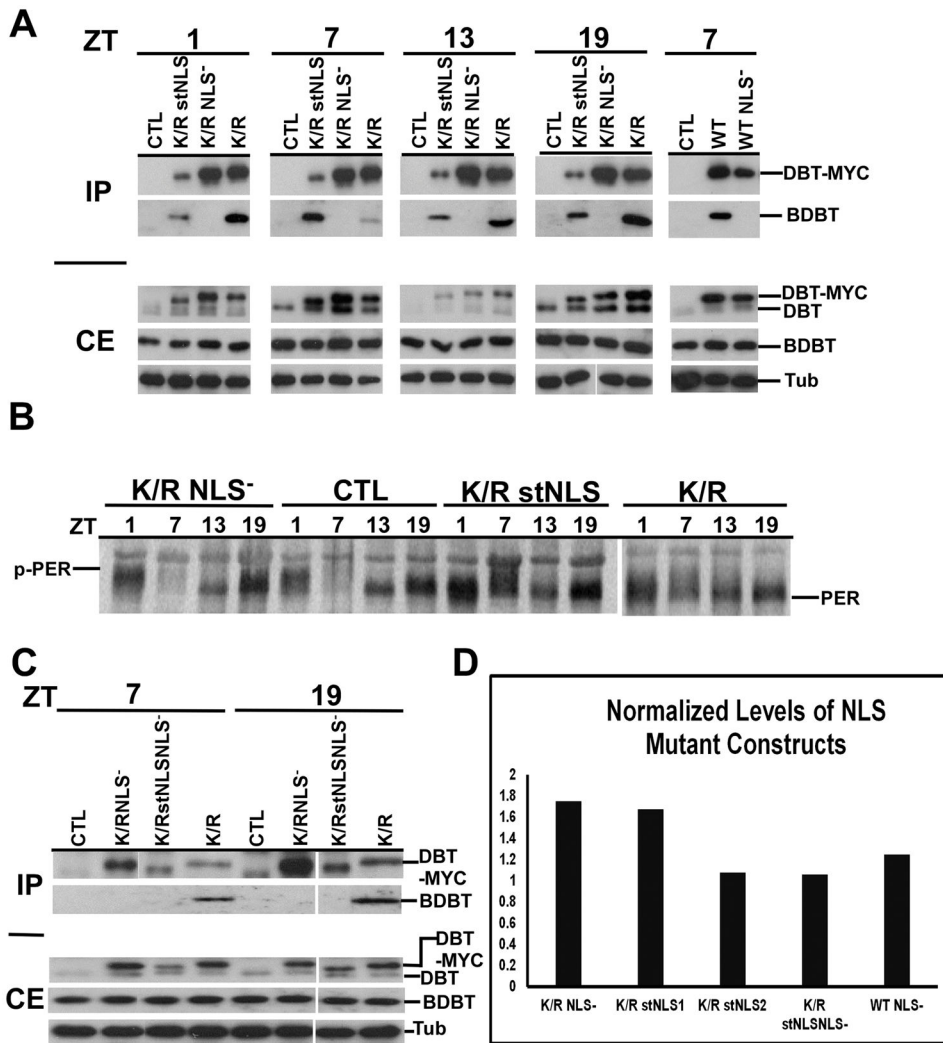 A
ZT 1 7 13 19 7
CTL K/R stNLS K/R NLS- K/R CTL K/R stNLS K/R NLS- K/R CTL K/R stNLS K/R NLS- K/R CTL K/R stNLS K/R NLS- K/R CTL WT WT NLS-
IP
DBT-MYC
BDBT
CE
DBT-MYC
DBT
BDBT
Tub
B
K/R NLS- CTL K/R stNLS K/R
ZT 1 7 13 19 1 7 13 19 1 7 13 19 1 7 13 19
p-PER
PER
C
ZT 7 19
CTL K/RNLS- K/RstNLSNLS- K/R CTL K/RNLS- K/RstNLSNLS- K/R
IP
DBT
-MYC
BDBT
CE
DBT
-MYC
DBT
BDBT
Tub
D
Normalized Levels of NLS
Mutant Constructs
2
1.8
1.6
1.4
1.2
1
0.8
0.6
0.4
0.2
0
K/R NLS- K/R stNLS1 K/R stNLS2 K/R WT NLS-
stNLSNLS-